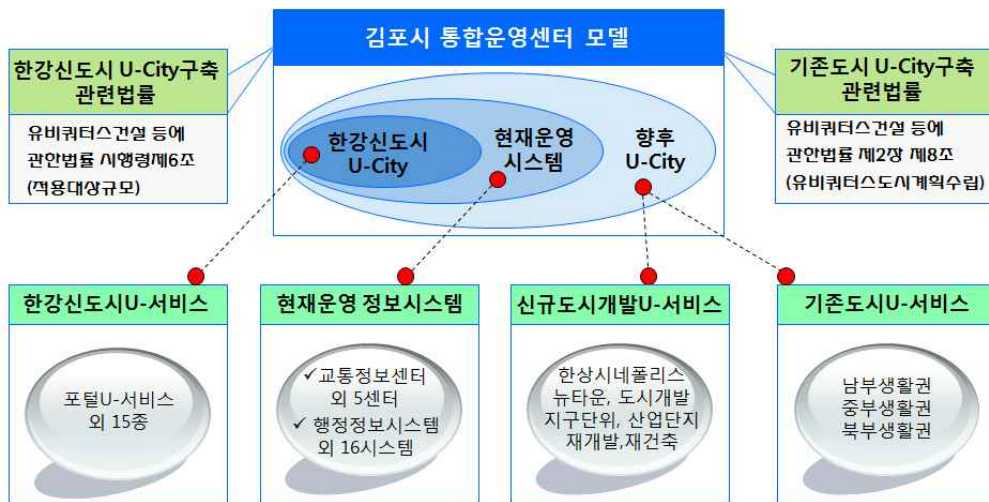 김포시 통합운영센터 모델
한강신도시 U-City구축
관련법률
유비쿼터스건설 등에
관안법률 시행령제6조
(적용대상규모)
기존도시 U-City구축
관련법률
유비쿼터스건설 등에
관안법률 제2장 제8조
(유비쿼터스도시계획수립)
한강신도시
U-City
현재운영
시스템
향후
U-City
한강신도시U-서비스
포털U-서비스
외 15종
현재운영 정보시스템
✓교통정보센터
외 5센터
✓ 행정정보시스템
외 16시스템
신규도시개발U-서비스
한상시네폴리스
뉴타운, 도시개발
지구단위, 산업단지
재개발,재건축
기존도시U-서비스
남부생활권
중부생활권
북부생활권